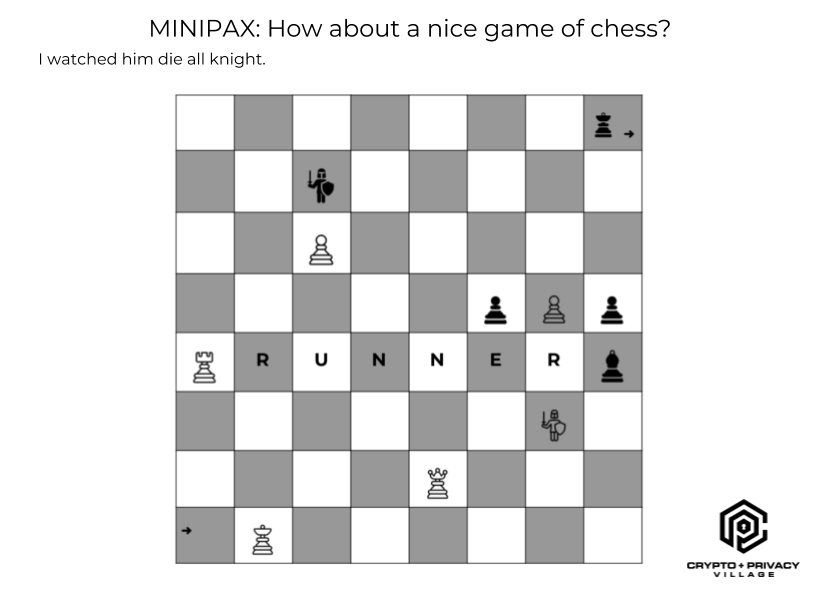 MINIPAX: How about a nice game of chess?
I watched him die all knight.
R U N N E R
CRYPTO + PRIVACY
VILLAGE